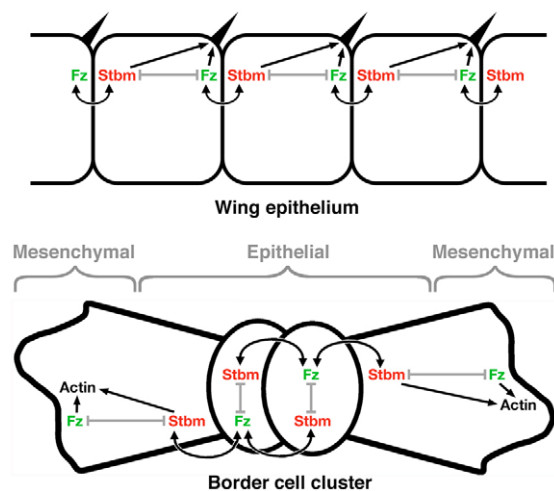 Fz Stbm Fz Stbm Fz Stbm Fz Stbm
Wing epithelium
Mesenchymal Epithelial Mesenchymal
Stbm Fz Stbm Fz
Actin Actin
Fz Stbm Fz Stbm
Border cell cluster